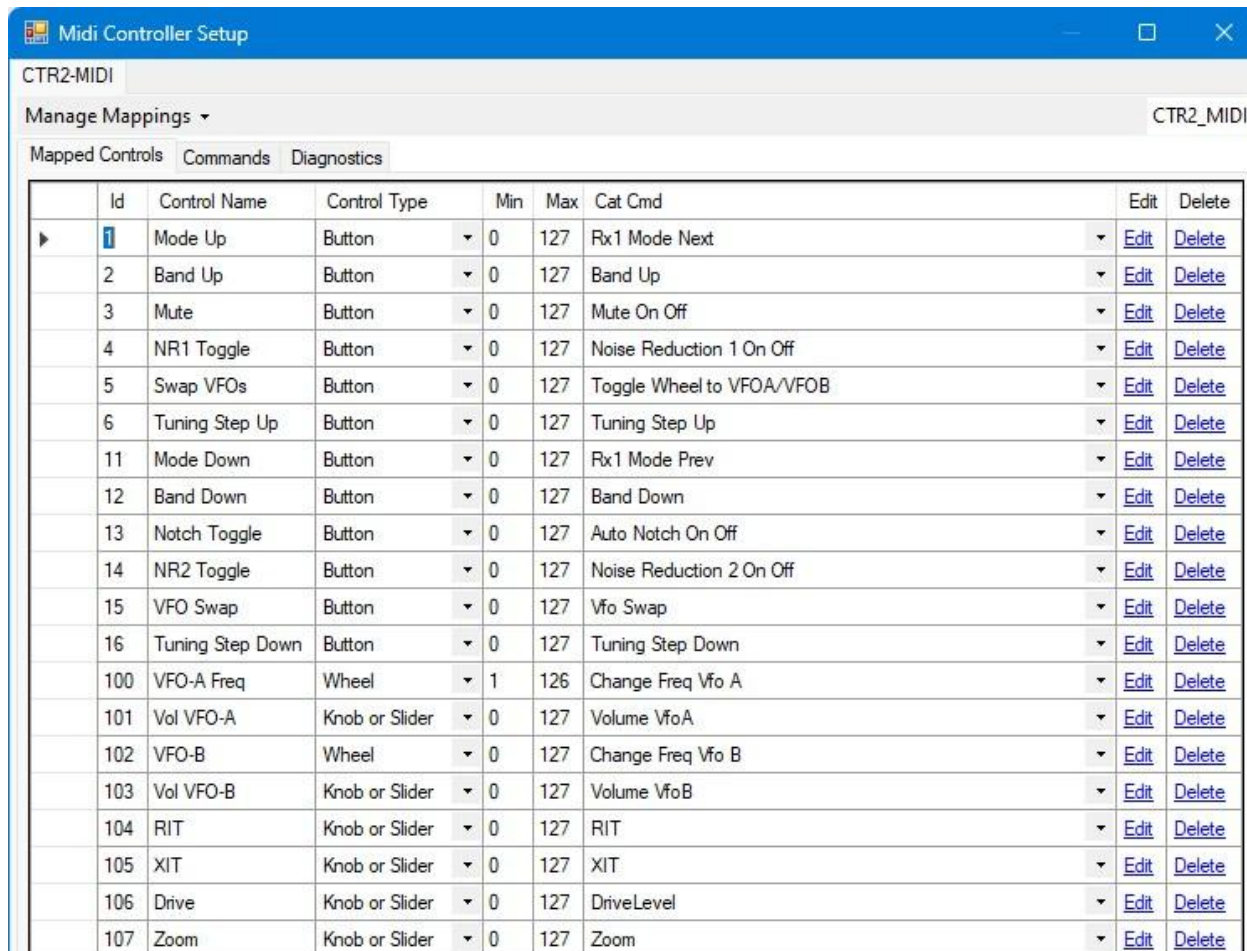 Midi Controller Setup
CTR2-MIDI
Manage Mappings CTR2_MIDI
Mapped Controls Commands Diagnostics
Id Control Name Control Type Min Max Cat Cmd Edit Delete
1 Mode Up Button 0 127 Rx1 Mode Next Edit Delete
2 Band Up Button 0 127 Band Up Edit Delete
3 Mute Button 0 127 Mute On Off Edit Delete
4 NR1 Toggle Button 0 127 Noise Reduction 1 On Off Edit Delete
5 Swap VFOs Button 0 127 Toggle Wheel to VFOA/VFOB Edit Delete
6 Tuning Step Up Button 0 127 Tuning Step Up Edit Delete
11 Mode Down Button 0 127 Rx1 Mode Prev Edit Delete
12 Band Down Button 0 127 Band Down Edit Delete
13 Notch Toggle Button 0 127 Auto Notch On Off Edit Delete
14 NR2 Toggle Button 0 127 Noise Reduction 2 On Off Edit Delete
15 VFO Swap Button 0 127 Vfo Swap Edit Delete
16 Tuning Step Down Button 0 127 Tuning Step Down Edit Delete
100 VFO-A Freq Wheel 1 126 Change Freq Vfo A Edit Delete
101 Vol VFO-A Knob or Slider 0 127 Volume VfoA Edit Delete
102 VFO-B Wheel 0 127 Change Freq Vfo B Edit Delete
103 Vol VFO-B Knob or Slider 0 127 Volume VfoB Edit Delete
104 RIT Knob or Slider 0 127 RIT Edit Delete
105 XIT Knob or Slider 0 127 XIT Edit Delete
106 Drive Knob or Slider 0 127 DriveLevel Edit Delete
107 Zoom Knob or Slider 0 127 Zoom Edit Delete